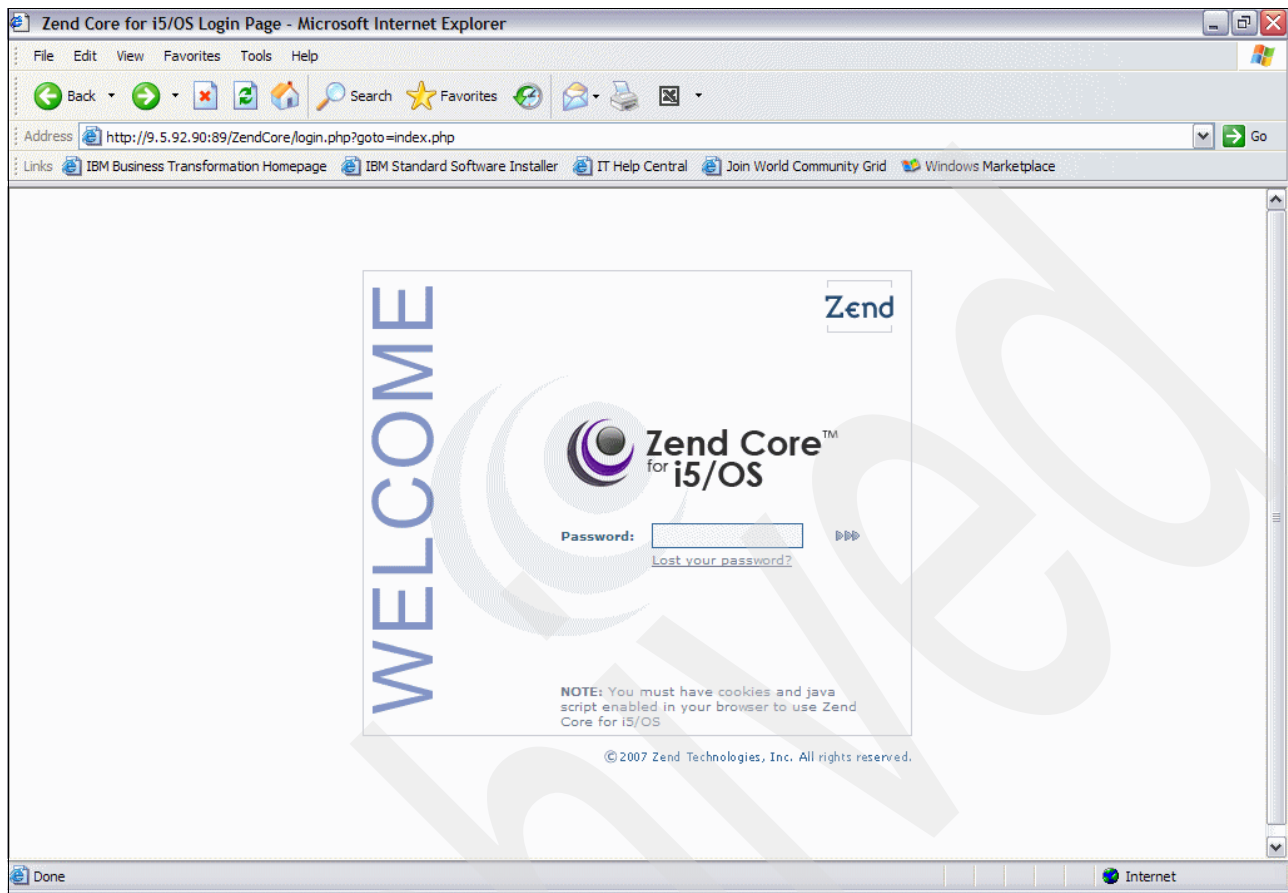 Zend Core for i5/OS Login Page - Microsoft Internet Explorer
File Edit View Favorites Tools Help
Back Search Favorites
Address http://9.5.92.90:89/ZendCore/login.php?goto=index.php Go
Links IBM Business Transformation Homepage IBM Standard Software Installer IT Help Central Join World Community Grid Windows Marketplace
WELCOME
Zend
Zend Core™
for i5/OS
Password:
Lost your password?
NOTE: You must have cookies and java
script enabled in your browser to use Zend
Core for i5/OS
©2007 Zend Technologies, Inc. All rights reserved.
Done Internet